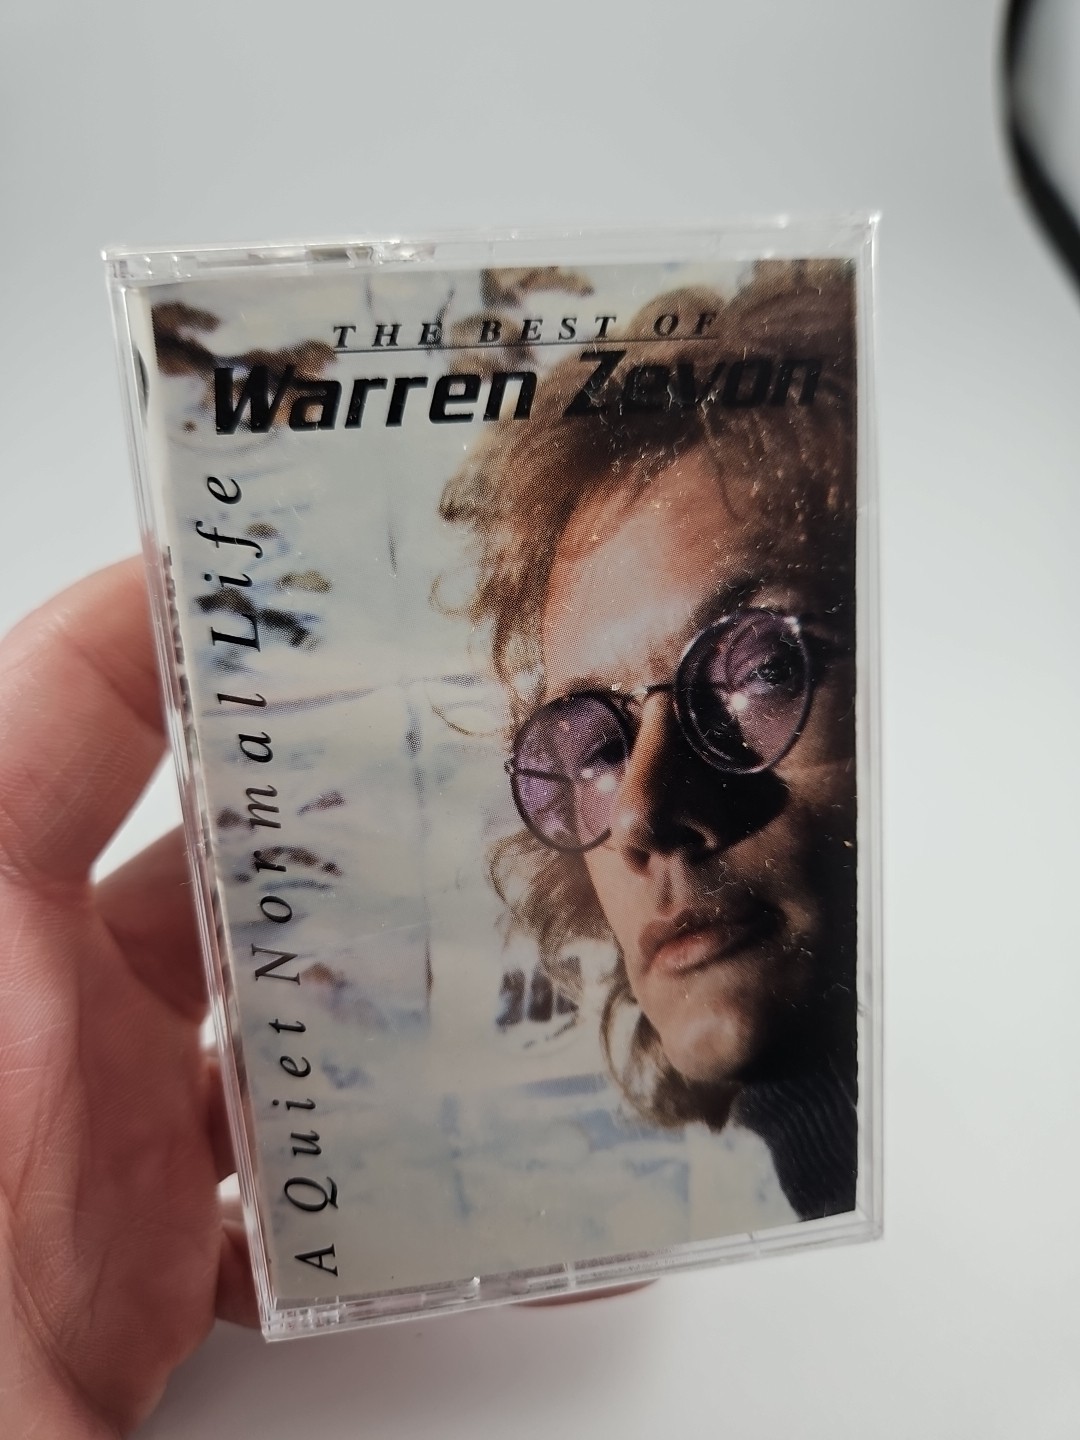 THE BEST OF
Warren Zevon
A Quiet Normal Life